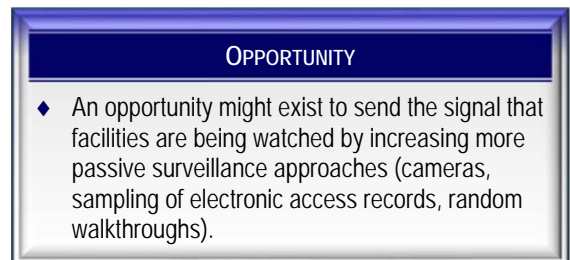 OPPORTUNITY
♦ An opportunity might exist to send the signal that
facilities are being watched by increasing more
passive surveillance approaches (cameras,
sampling of electronic access records, random
walkthroughs).